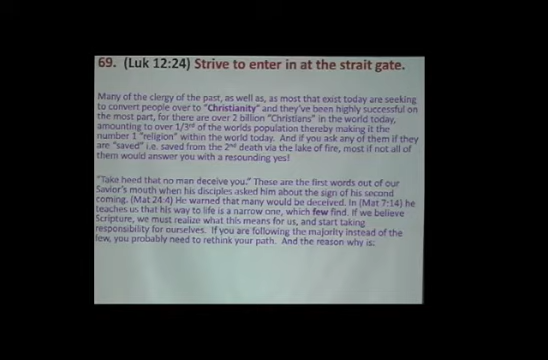 69. (Luk 12:24) Strive to enter in at the strait gate.
Many of the clergy of the past, as well as, as most that exist today are seeking
to convert people over to "Christianity" and they've been highly successful on
the most part, for there are over 2 billion "Christians" in the world today,
amounting to over 1/3rd of the worlds population thereby making it the
number 1 "religion" within the world today. And if you ask any of them if they
are "saved" i.e. saved from the 2nd death via the lake of fire, most if not all of
them would answer you with a resounding yes!
"Take heed that no man deceive you." These are the first words out of our
Savior's mouth when his disciples asked him about the sign of his second
coming. (Mat 24:4) He warned that many would be deceived. In (Mat 7:14) he
teaches us that his way to life is a narrow one, which few find. If we believe
Scripture, we must realize what this means for us, and start taking
responsibility for ourselves. If you are following the majority instead of the
few, you probably need to rethink your path. And the reason why is: